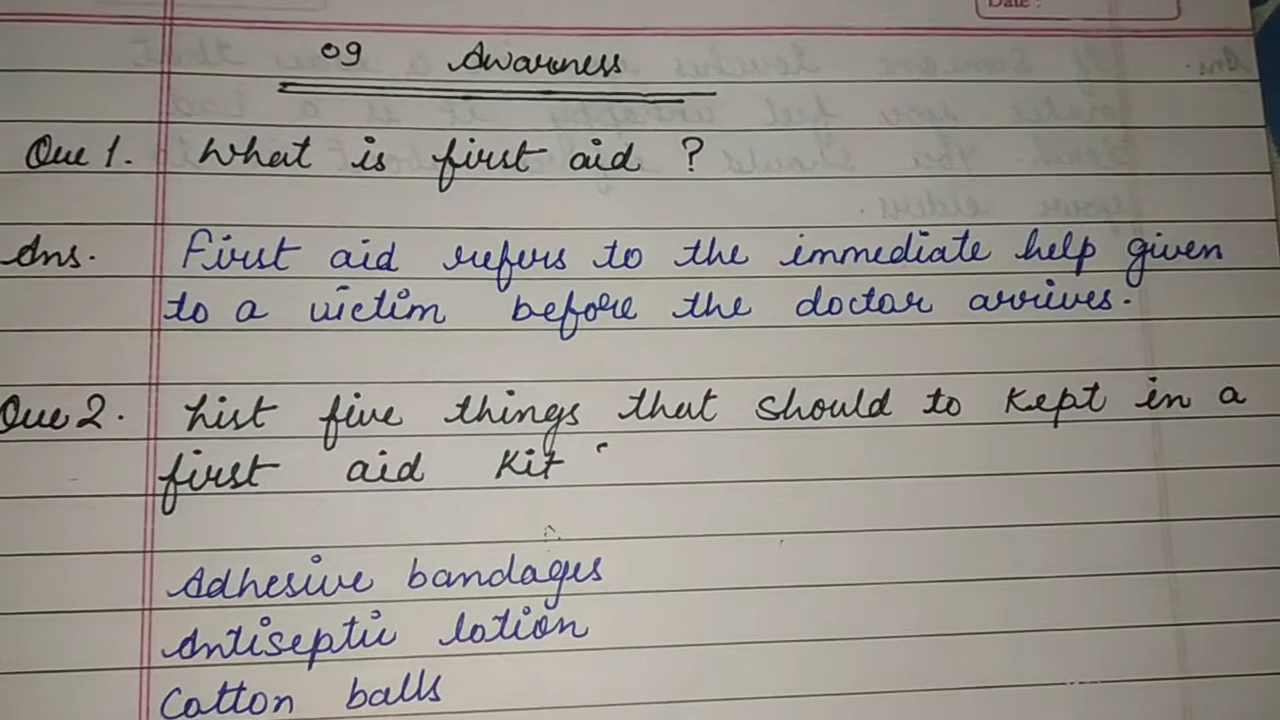 Date :
09 Awarness
Que 1. What is first aid ?
Ans. First aid refers to the immediate help given
to a victim before the doctor arrives.
Que 2. List five things that should to kept in a
first aid kit
Adhesive bandages
Antiseptic lotion
Cotton balls